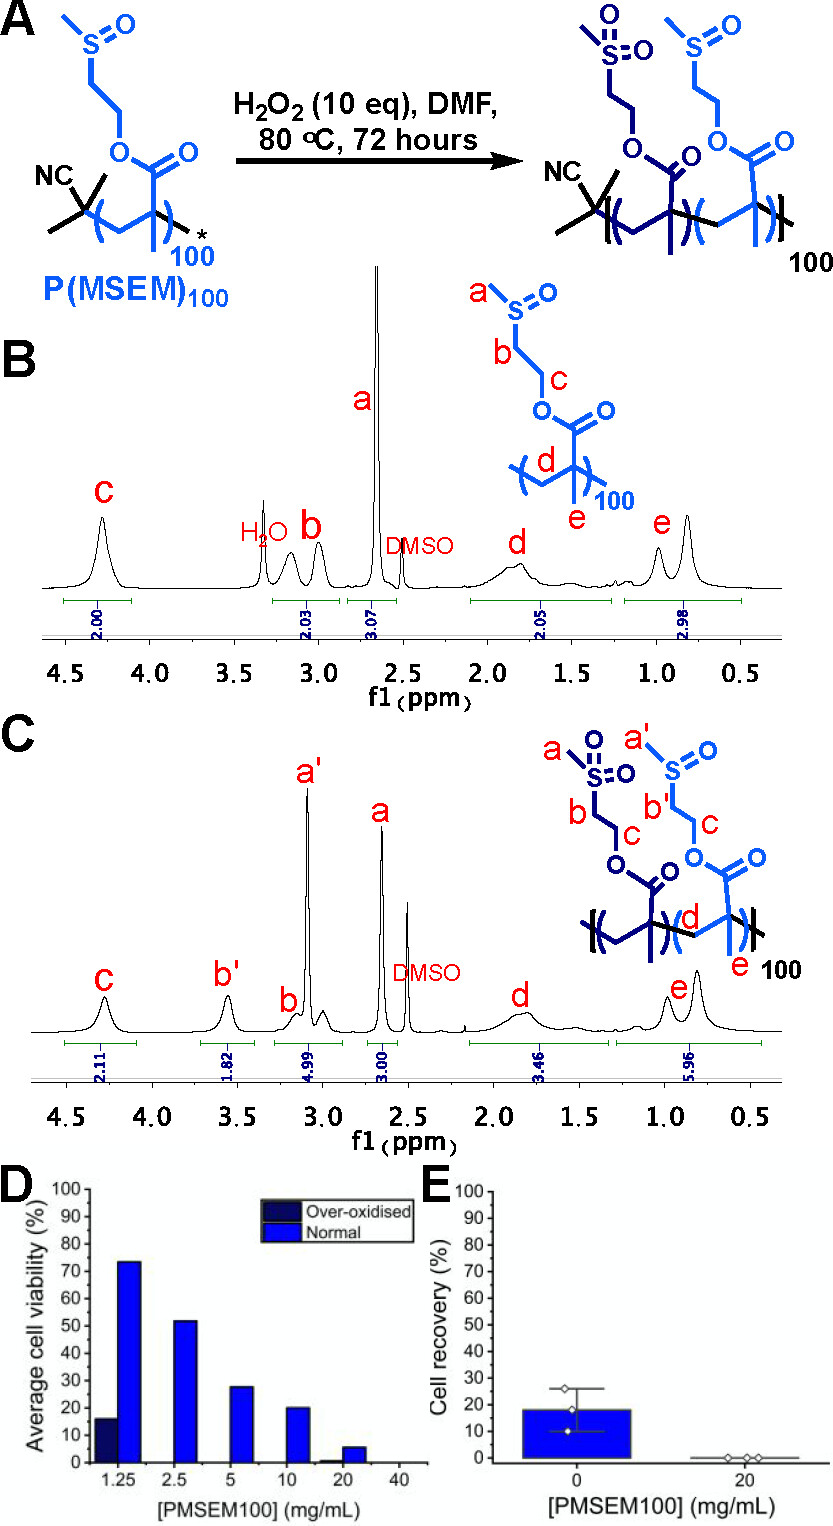 A
S
O
O
O
NC
*
100
P(MSEM)100
H2O2 (10 eq), DMF,
80 oC, 72 hours
O
S=O
S
O
O
O
O
O
NC
100
B
a
S
O
b
c
O
O
d
100
e
c
H2O
b
a
DMSO
d
e
2.00
2.03
3.07
2.05
2.98
4.5 4.0 3.5 3.0 2.5 2.0 1.5 1.0 0.5
f1 (ppm)
C
a
O
S
O
a'
S
O
b
c
b'
c
O
O
O
O
d
e
100
c
b'
b
a'
a
DMSO
d
e
2.11
1.82
4.99
3.00
3.46
5.96
4.5 4.0 3.5 3.0 2.5 2.0 1.5 1.0 0.5
f1 (ppm)
D
Average cell viability (%)
100
90
80
70
60
50
40
30
20
10
0
Over-oxidised
Normal
1.25 2.5 5 10 20 40
[PMSEM100] (mg/mL)
E
Cell recovery (%)
100
90
80
70
60
50
40
30
20
10
0
0 20
[PMSEM100] (mg/mL)